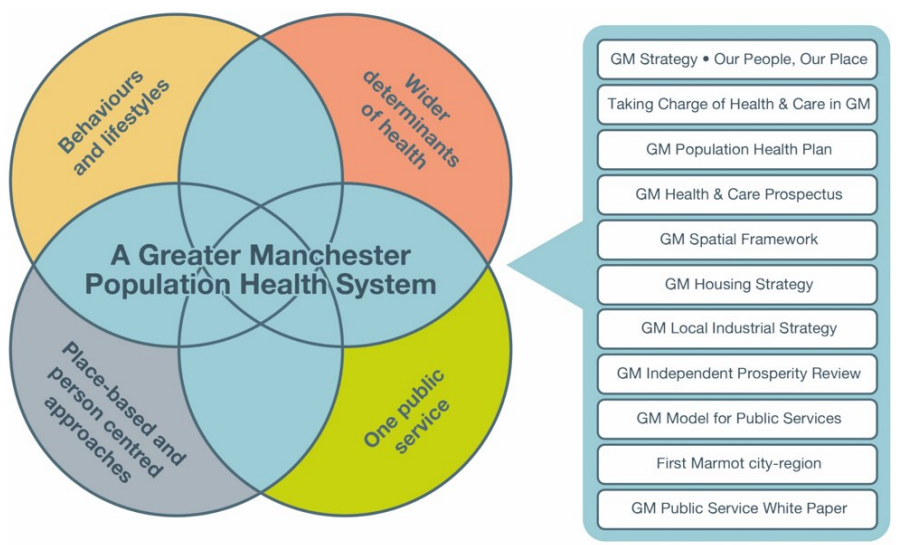 Behaviours
and lifestyles
Wider
determinants
of health
A Greater Manchester
Population Health System
Place-based and
person centred
approaches
One public
service
GM Strategy • Our People, Our Place
Taking Charge of Health & Care in GM
GM Population Health Plan
GM Health & Care Prospectus
GM Spatial Framework
GM Housing Strategy
GM Local Industrial Strategy
GM Independent Prosperity Review
GM Model for Public Services
First Marmot city-region
GM Public Service White Paper